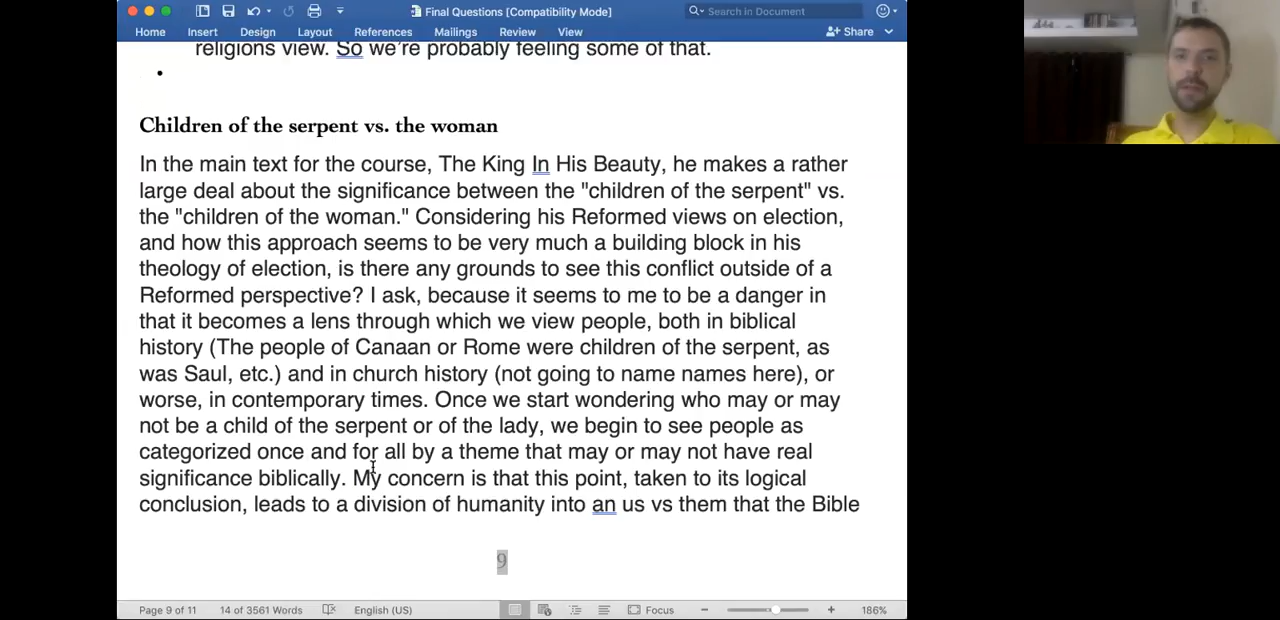 Final Questions [Compatibility Mode]
Search in Document
Home Insert Design Layout References Mailings Review View Share
religions view. So we're probably feeling some of that.
•
Children of the serpent vs. the woman
In the main text for the course, The King In His Beauty, he makes a rather
large deal about the significance between the "children of the serpent" vs.
the "children of the woman." Considering his Reformed views on election,
and how this approach seems to be very much a building block in his
theology of election, is there any grounds to see this conflict outside of a
Reformed perspective? I ask, because it seems to me to be a danger in
that it becomes a lens through which we view people, both in biblical
history (The people of Canaan or Rome were children of the serpent, as
was Saul, etc.) and in church history (not going to name names here), or
worse, in contemporary times. Once we start wondering who may or may
not be a child of the serpent or of the lady, we begin to see people as
categorized once and for all by a theme that may or may not have real
significance biblically. My concern is that this point, taken to its logical
conclusion, leads to a division of humanity into an us vs them that the Bible
9
Page 9 of 11 14 of 3561 Words English (US) Focus 186%